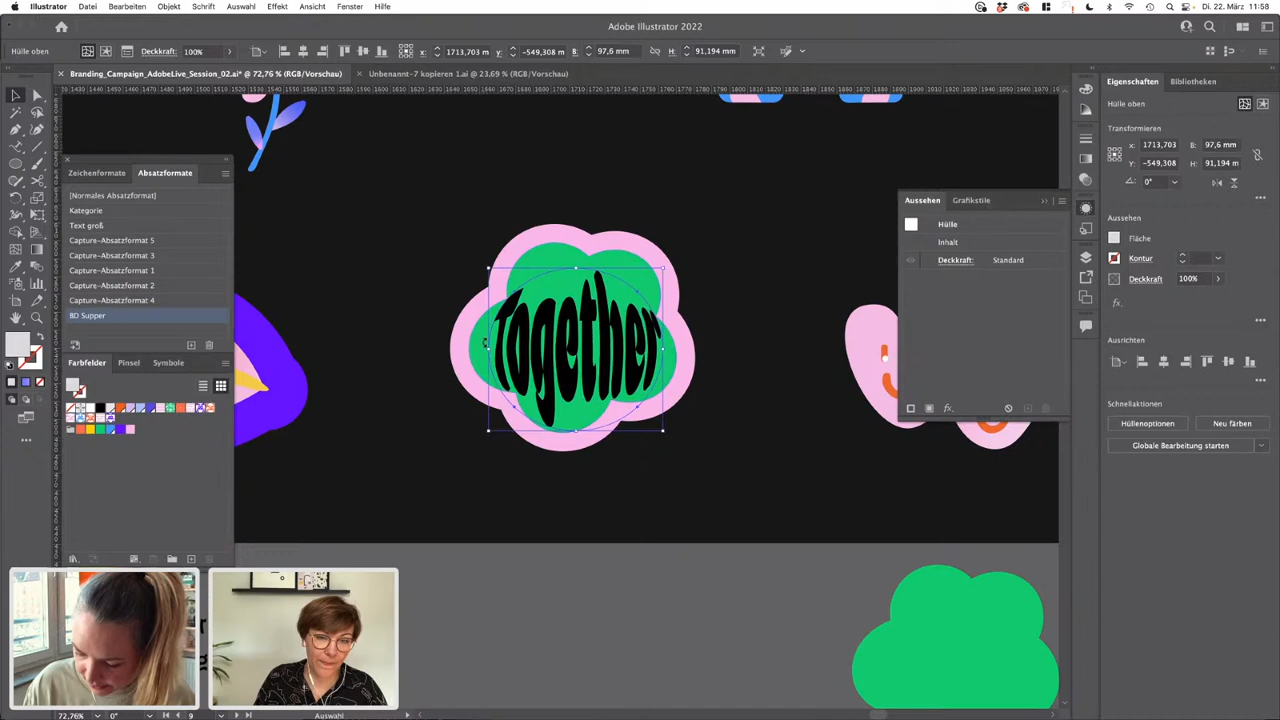 Illustrator Datei Bearbeiten Objekt Schrift Auswahl Effekt Ansicht Fenster Hilfe
Di. 22. März 11:58
Adobe Illustrator 2022
Hülle oben
Deckkraft: 100%
x: 1713,703 m
Y: -549,308 m
B: 97,6 mm
H: 91,194 mm
Branding_Campaign_AdobeLive_Session_02.ai* @ 72,76 % (RGB/Vorschau)
Unbenannt-7 kopieren 1.ai @ 23,69 % (RGB/Vorschau)
Eigenschaften Bibliotheken
Hülle oben
Transformieren
x: 1713,703
B: 97,6 mm
Y: -549,308
H: 91,194 m
0°
Aussehen
Fläche
Kontur
Deckkraft 100%
fx
Ausrichten
Schnellaktionen
Hüllenoptionen Neu färben
Globale Bearbeitung starten
Aussehen Grafikstile
Hülle
Inhalt
Deckkraft: Standard
fx
Zeichenformate Absatzformate
[Normales Absatzformat]
Kategorie
Text groß
Capture-Absatzformat 5
Capture-Absatzformat 3
Capture-Absatzformat 1
Capture-Absatzformat 2
Capture-Absatzformat 4
BD Supper
Farbfelder Pinsel Symbole
Together
72,76% 0° 9 Auswahl